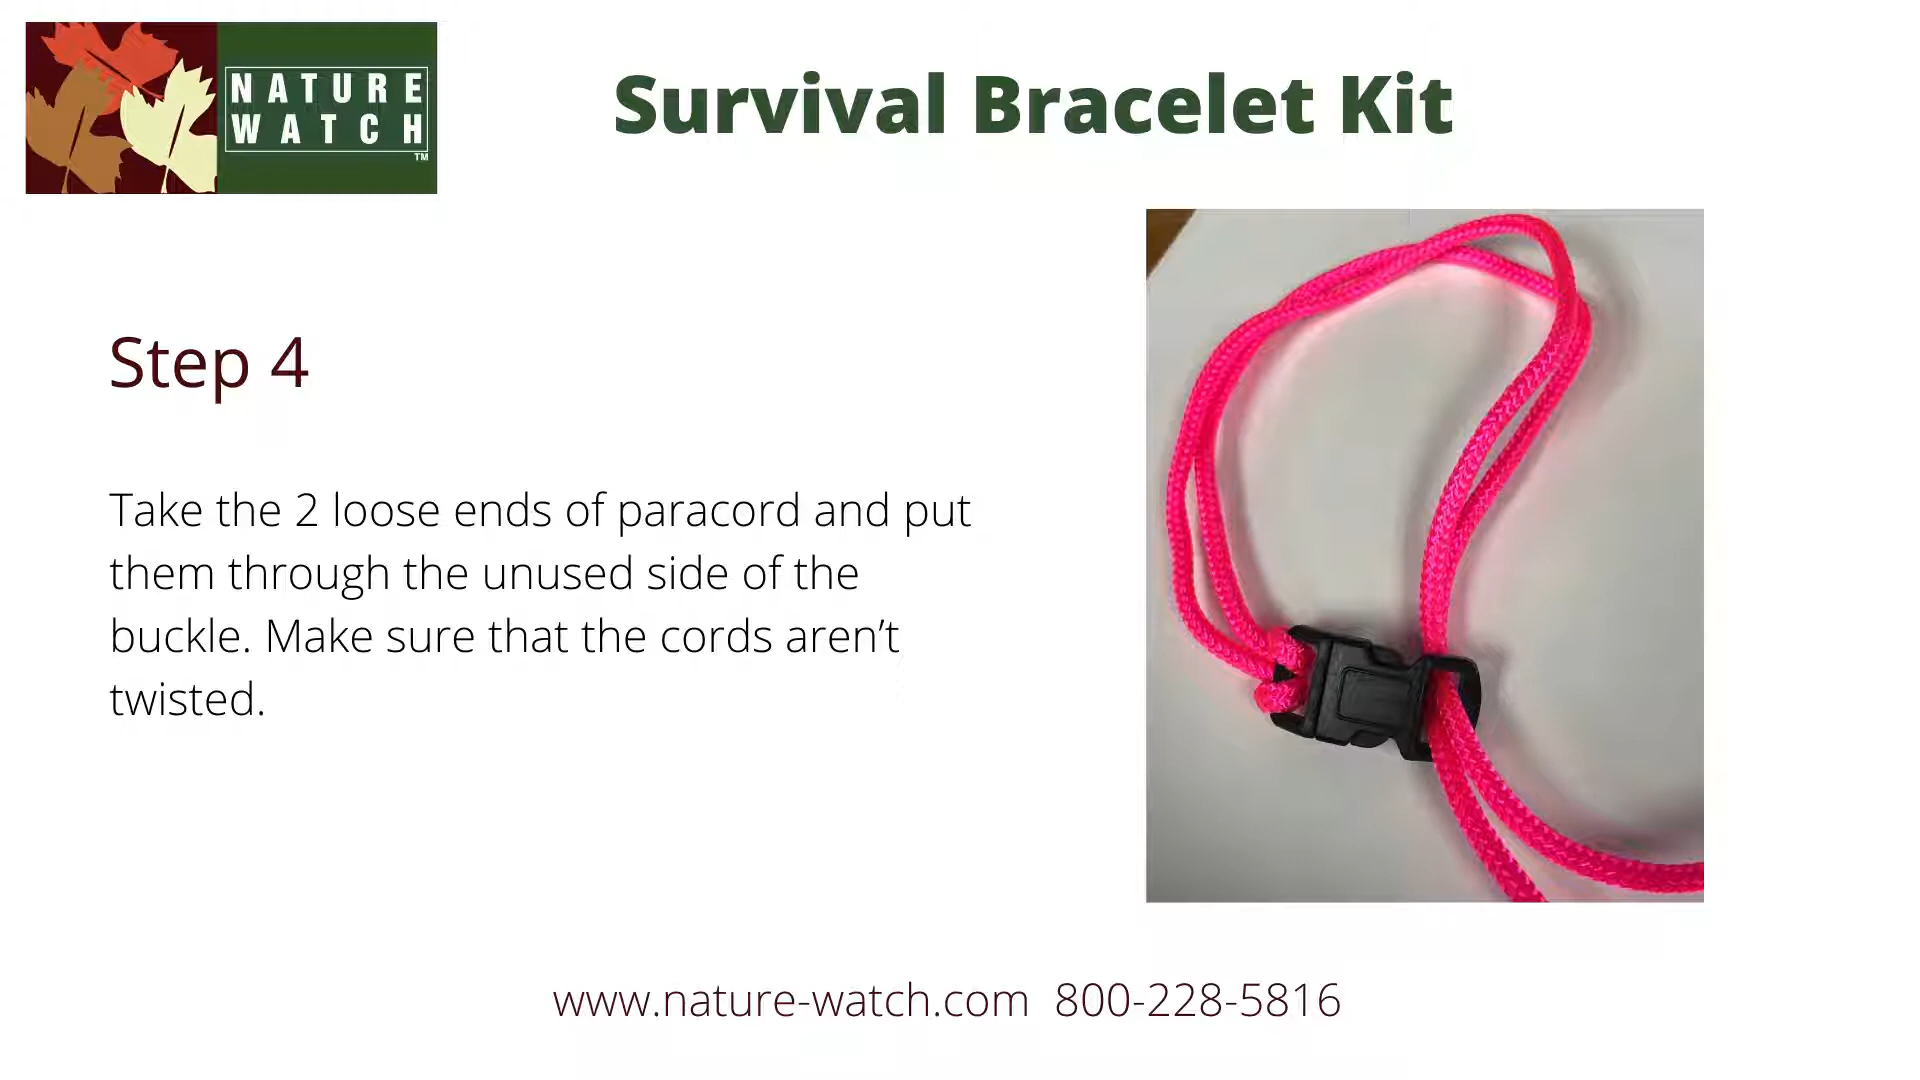 NATURE
WATCH
™
Survival Bracelet Kit
Step 4
Take the 2 loose ends of paracord and put
them through the unused side of the
buckle. Make sure that the cords aren’t
twisted.
www.nature-watch.com 800-228-5816